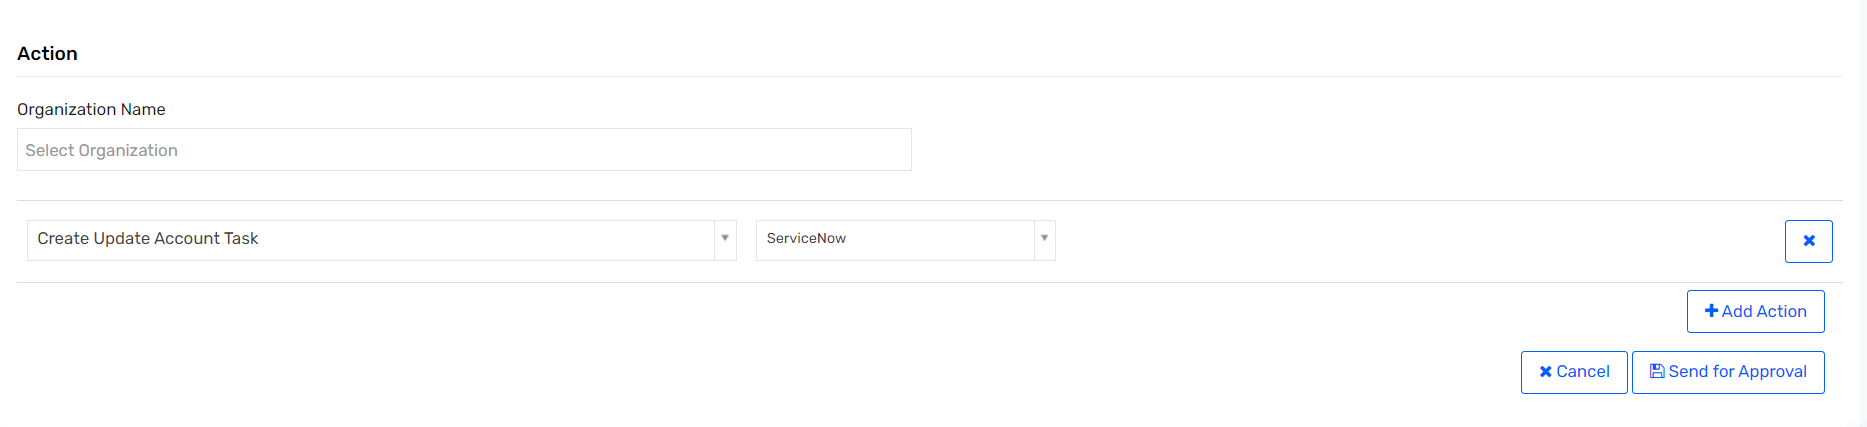 Action
Organization Name
Select Organization
Create Update Account Task
ServiceNow
Add Action
Cancel
Send for Approval